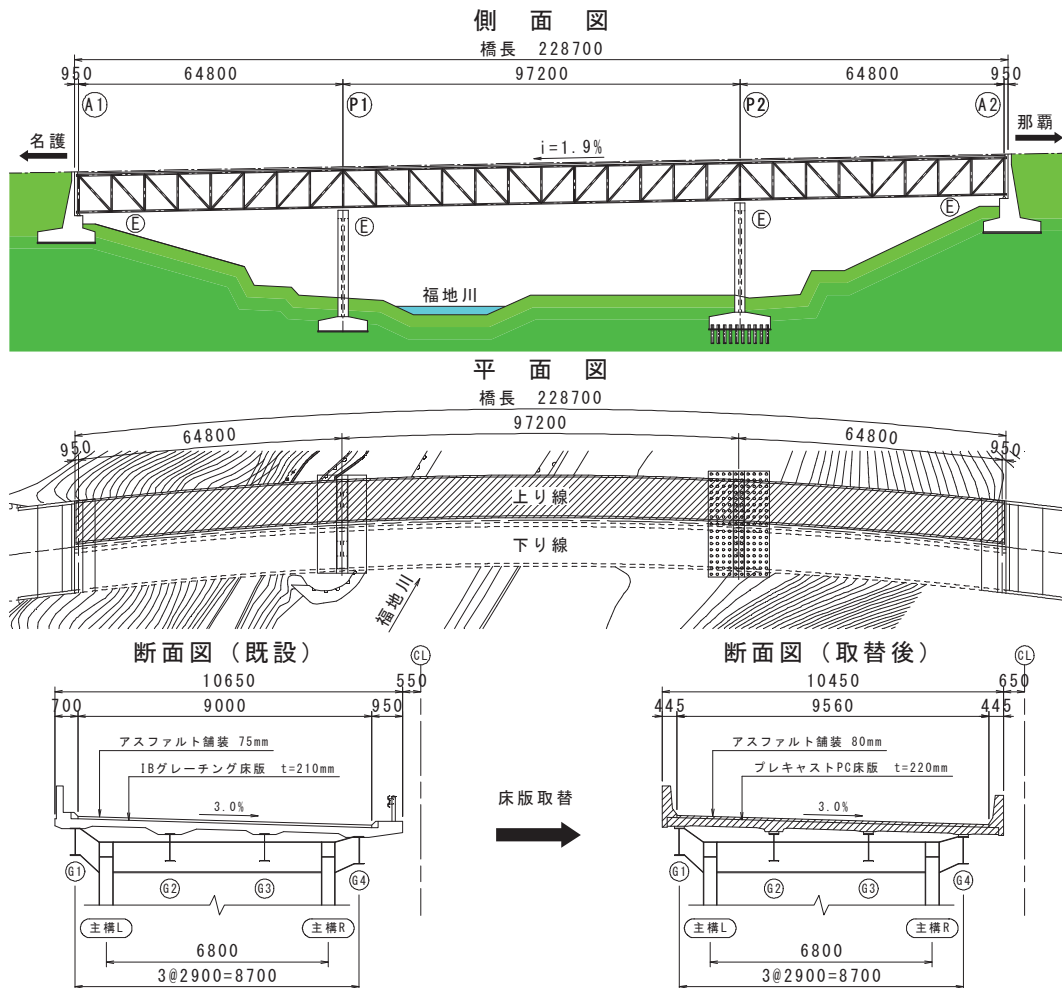 側面図
橋長 228700
950 64800 97200 64800 950
A1 P1 P2 A2
名護 那覇
i=1.9%
E E E E
福地川
平面図
橋長 228700
950 64800 97200 64800 950
上り線
下り線
福地川
断面図（既設）
CL
10650 550
700 9000 950
アスファルト舗装 75mm
IBグレーチング床版 t=210mm
3.0%
G1 G2 G3 G4
主構L 主構R
6800
3@2900=8700
床版取替
断面図（取替後）
CL
10450 650
445 9560 445
アスファルト舗装 80mm
プレキャストPC床版 t=220mm
3.0%
G1 G2 G3 G4
主構L 主構R
6800
3@2900=8700